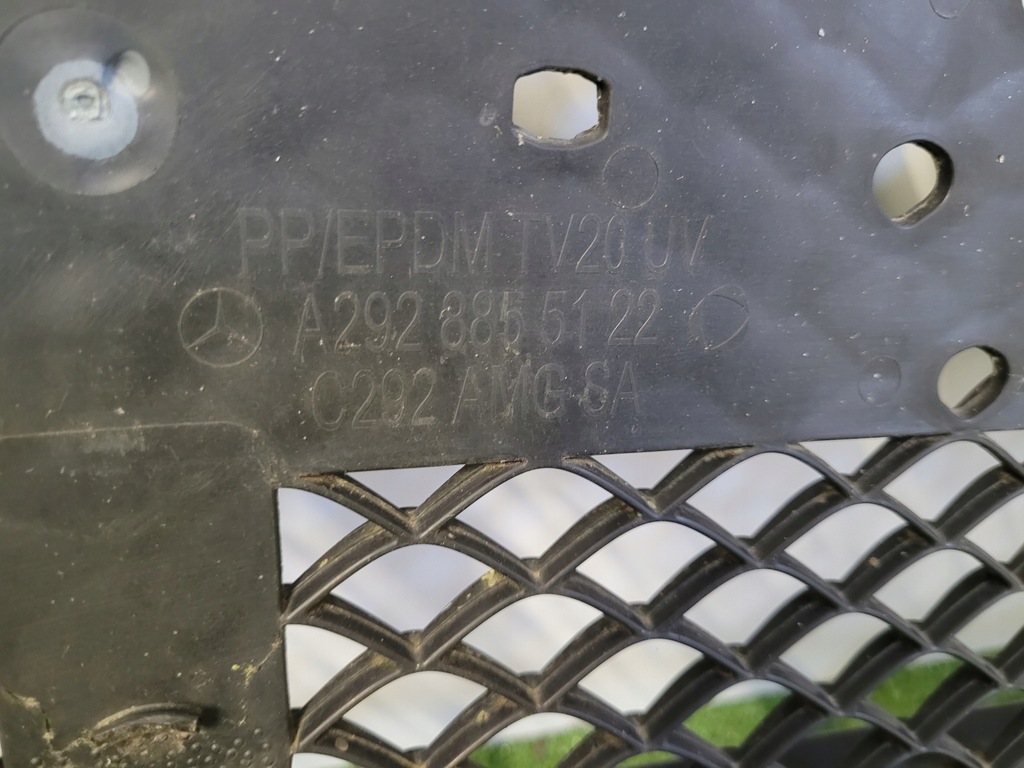 PP/EPDM TV20 UV
A292 885 51 22
C292 AMG SA